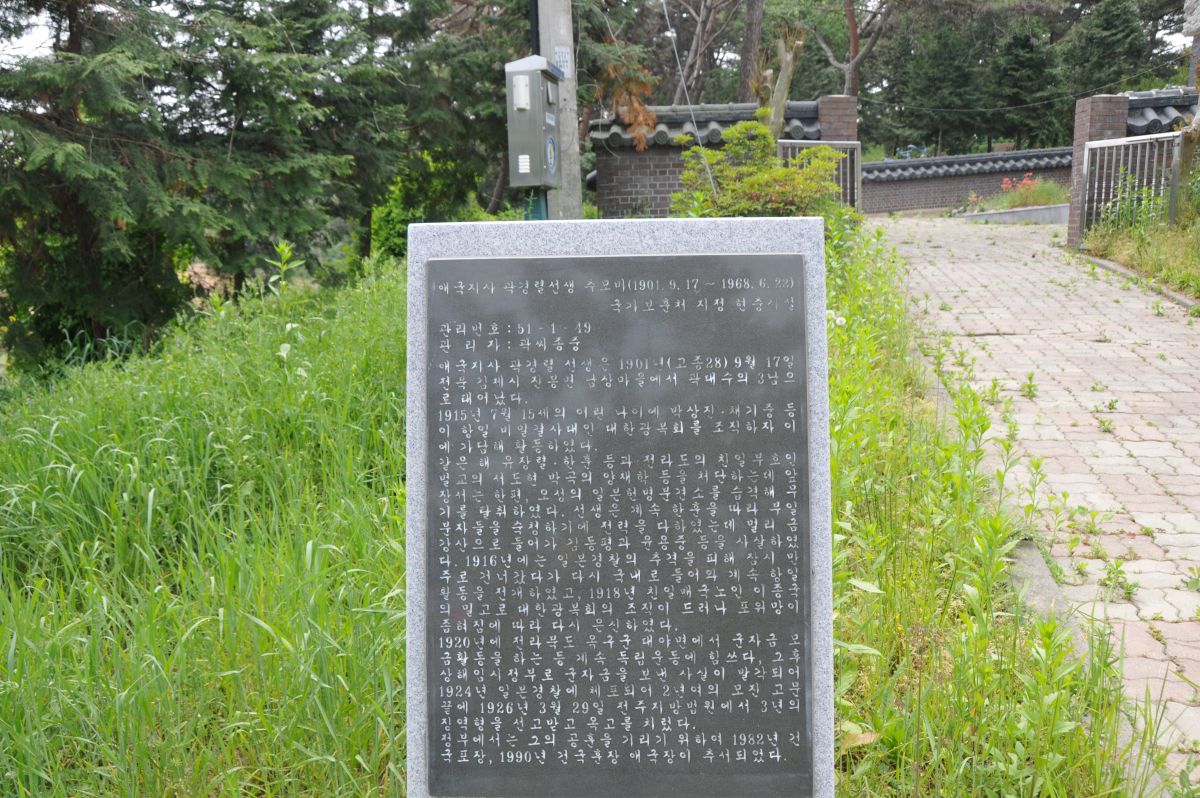 애국지사 곽경렬선생 추모비(1901. 9. 17 ~ 1968. 6. 22)
국가보훈처 지정 현충시설
관리번호 : 51 - 1 - 49
관 리 자 : 곽씨종중
애국지사 곽경렬 선생은 1901년(고종28) 9월 17일
전북 김제시 진봉면 남상마을에서 곽대수의 3남으
로 태어났다.
1915년 7월 15세의 어린 나이에 박상진·채기중 등
이 항일 비밀결사대인 대한광복회를 조직하자 이
에 가담해 활동하였다.
같은 해 유장렬·한훈 등과 전라도의 친일부호인
벌교의 서도현 박곡의 양재학 등을 처단하는데 앞
장서는 한편, 오성의 일본헌병분견소를 습격해 무
기를 탈취하였다. 선생은 계속 한훈을 따라 부일
분자들을 숙청하기에 전력을 다하였는데 멀리 금
강산으로 들어가 김동평과 유용중등을 사살하였
다. 1916년에는 일본경찰의 추격을 피해 잠시 만
주로 건너갔다가 다시 국내로 들어와 계속 항일
활동을 전개하였고, 1918년 친일매국노인 이종국
의 밀고로 대한광복회의 조직이 드러나 포위망이
좁혀짐에 따라 다시 은신하였다.
1920년에 전라북도 옥구군 대야면에서 군자금 모
금활동을 하는 등 계속 독립운동에 힘쓰다, 그후
상해임시정부로 군자금을 보낸 사실이 발각되어
1924년 일본경찰에 체포되어 2년여의 모진 고문
끝에 1926년 3월 29일 전주지방법원에서 3년의
징역형을 선고받고 옥고를 치렀다.
정부에서는 그의 공훈을 기리기 위하여 1982년 건
국포장, 1990년 건국훈장 애국장이 추서되었다.